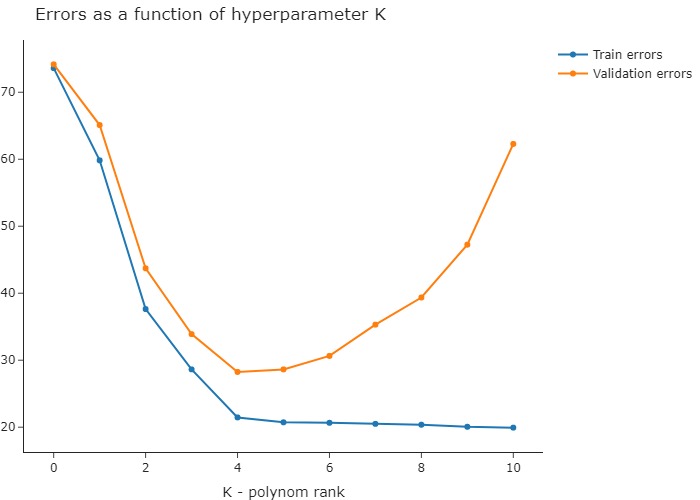 Errors as a function of hyperparameter K
Train errors
Validation errors
70
60
50
40
30
20
0 2 4 6 8 10
K - polynom rank